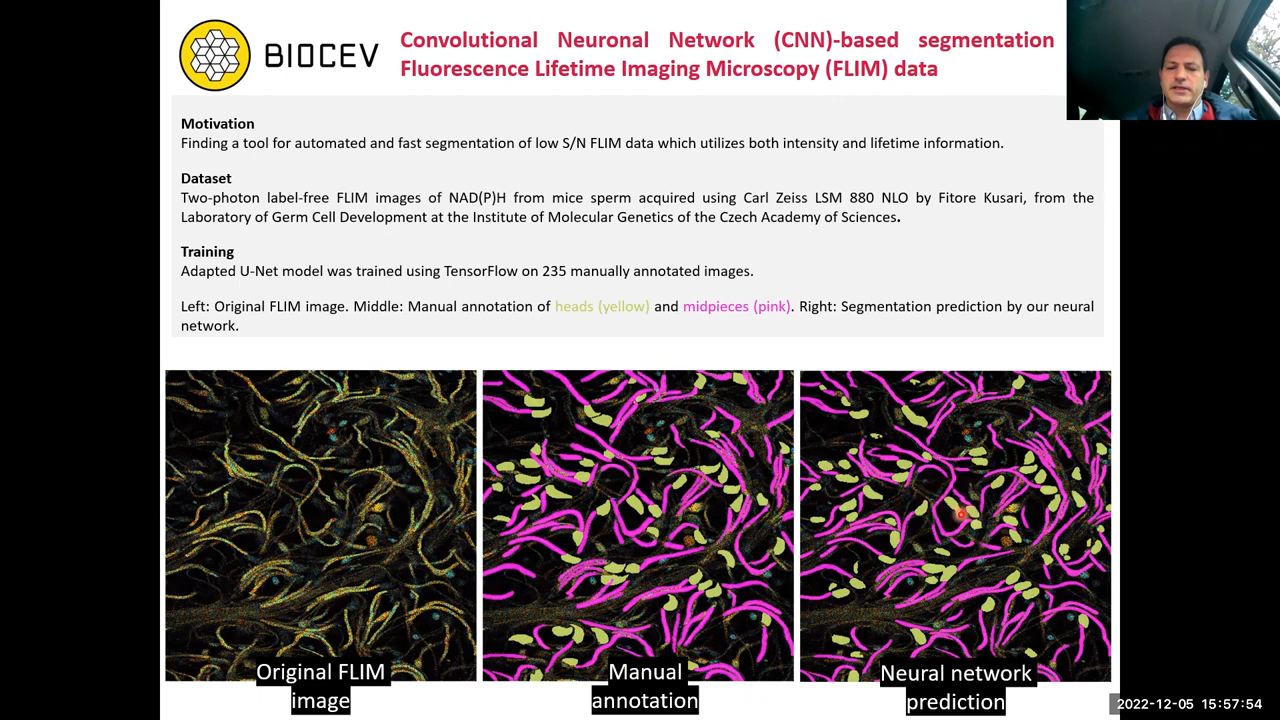 BIOCEV
Convolutional Neuronal Network (CNN)-based segmentation
Fluorescence Lifetime Imaging Microscopy (FLIM) data
Motivation
Finding a tool for automated and fast segmentation of low S/N FLIM data which utilizes both intensity and lifetime information.
Dataset
Two-photon label-free FLIM images of NAD(P)H from mice sperm acquired using Carl Zeiss LSM 880 NLO by Fitore Kusari, from the
Laboratory of Germ Cell Development at the Institute of Molecular Genetics of the Czech Academy of Sciences.
Training
Adapted U-Net model was trained using TensorFlow on 235 manually annotated images.
Left: Original FLIM image. Middle: Manual annotation of heads (yellow) and midpieces (pink). Right: Segmentation prediction by our neural
network.
Original FLIM
image
Manual
annotation
Neural network
prediction
2022-12-05 15:57:54